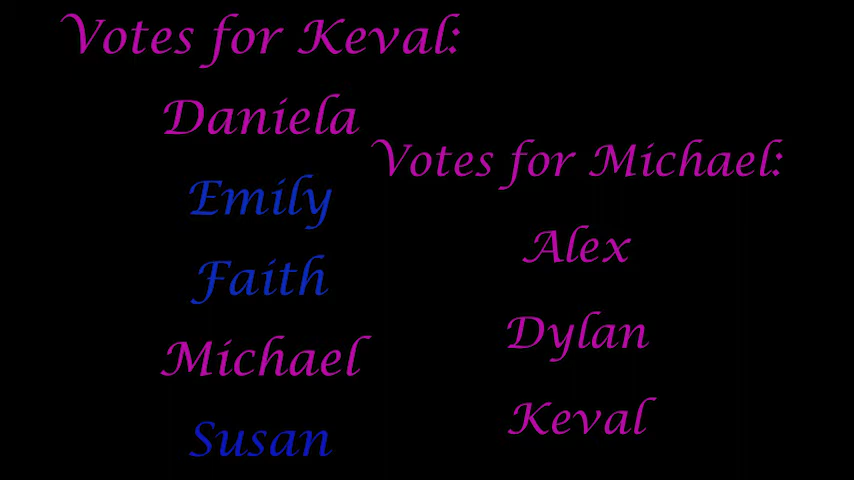 Votes for Keval:
Daniela
Emily
Faith
Michael
Susan
Votes for Michael:
Alex
Dylan
Keval